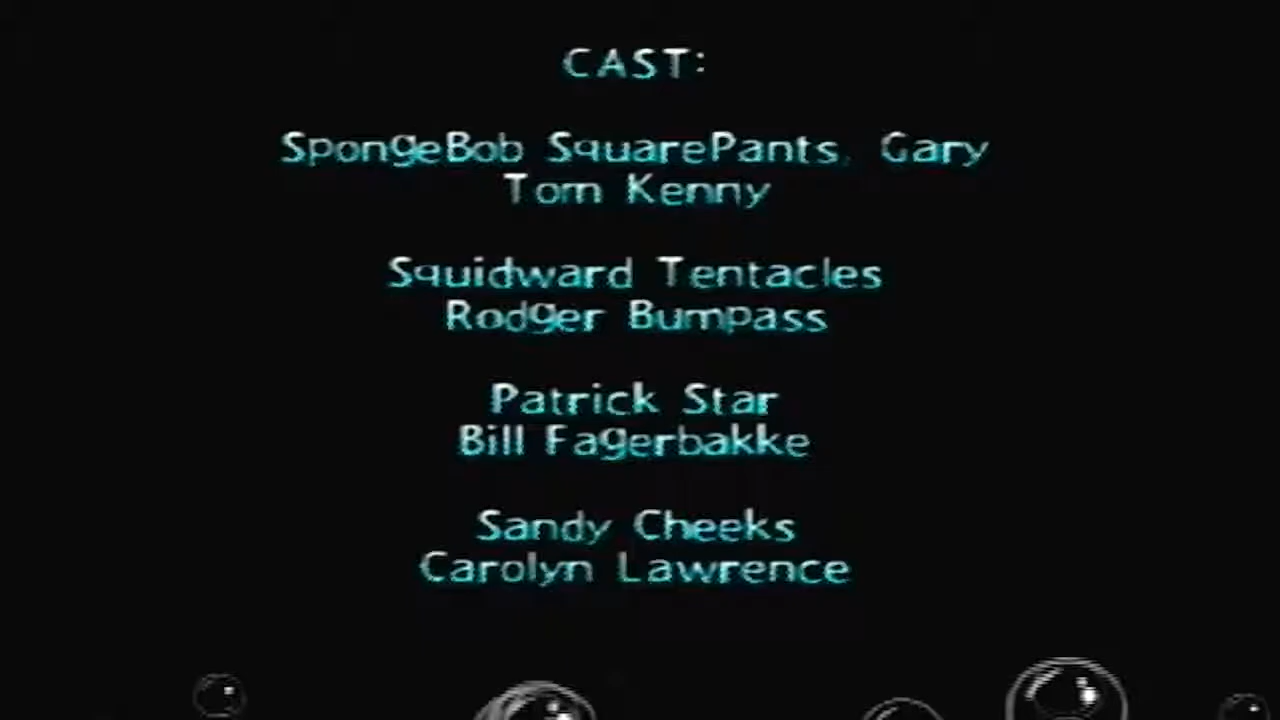 CAST:
SpongeBob SquarePants, Gary
Tom Kenny
Squidward Tentacles
Rodger Bumpass
Patrick Star
Bill Fagerbakke
Sandy Cheeks
Carolyn Lawrence